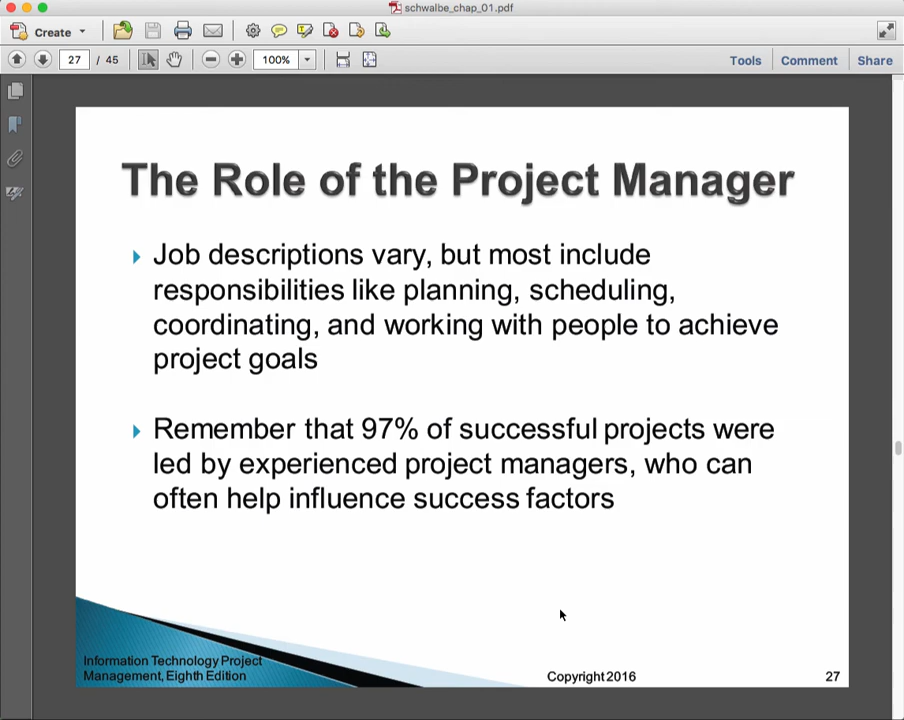 schwalbe_chap_01.pdf
Create
27 / 45
100%
Tools
Comment
Share
The Role of the Project Manager
Job descriptions vary, but most include
responsibilities like planning, scheduling,
coordinating, and working with people to achieve
project goals
Remember that 97% of successful projects were
led by experienced project managers, who can
often help influence success factors
Information Technology Project
Management, Eighth Edition
Copyright 2016
27